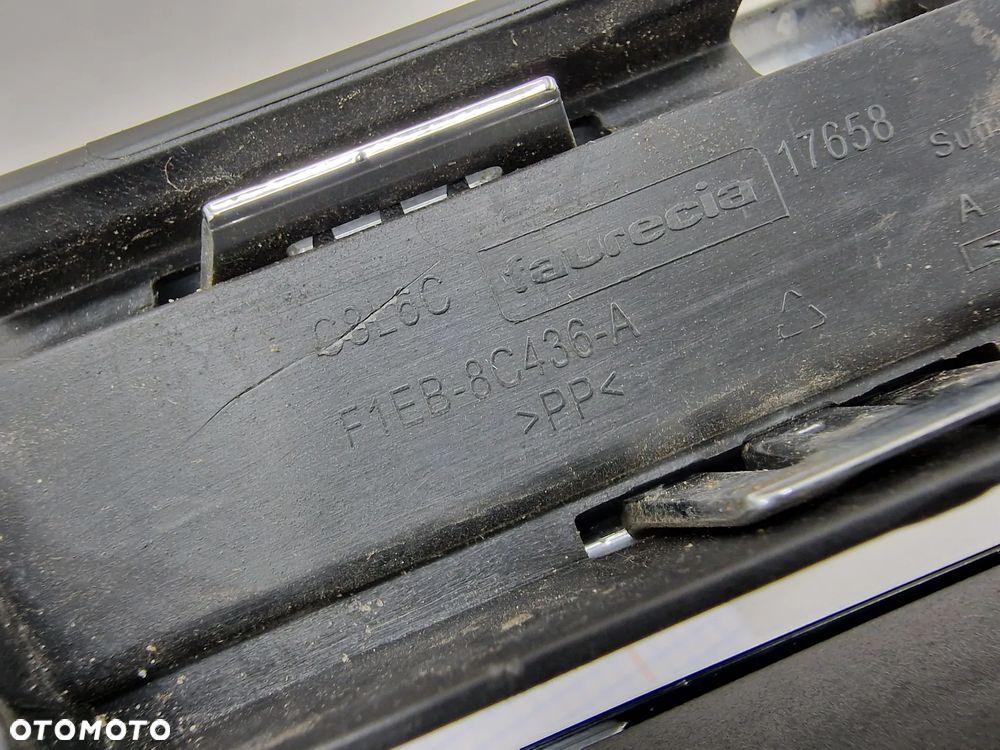 17658
faurecia
C8L6C
F1EB-8C436-A
>PP<
A
OTOMOTO